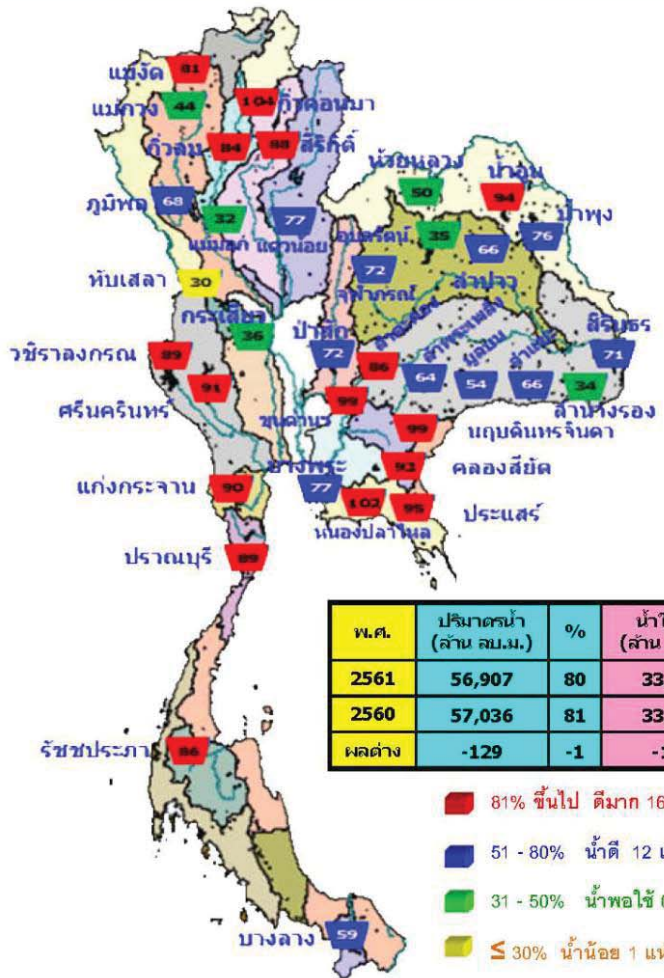 แม่งัด
81
แม่กวง
44
104
กิ่วคอหมา
กิ่วลม
84
88
สิริกิติ์
ห้วยหลวง
50
น้ำอูน
94
ภูมิพล
68
32
77
แควน้อย
อุบลรัตน์
35
66
76
น้ำพุง
ทับเสลา
30
72
จุฬาภรณ์
ลำปาว
กระเสียว
36
ป่าสัก
72
สิรินธร
71
วชิราลงกรณ
89
86
64
54
66
34
ลำนางรอง
91
ศรีนครินทร์
99
99
นฤบดินทรจินดา
บางพระ
92
คลองสียัด
แก่งกระจาน
90
77
102
95
ประแสร์
หนองปลาไหล
ปราณบุรี
89
พ.ศ. ปริมาตรน้ำ (ล้าน ลบ.ม.) %
2561 56,907 80 33
2560 57,036 81 33
ผลต่าง -129 -1
รัชชประภา
86
81% ขึ้นไป ดีมาก 16
51 - 80% น้ำดี 12
31 - 50% น้ำพอใช้
≤ 30% น้ำน้อย 1
บางลาง
59